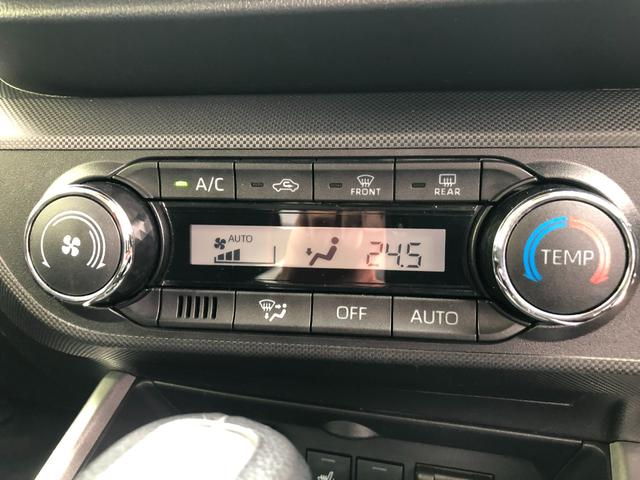 A/C
FRONT
REAR
AUTO
24.5
TEMP
OFF
AUTO